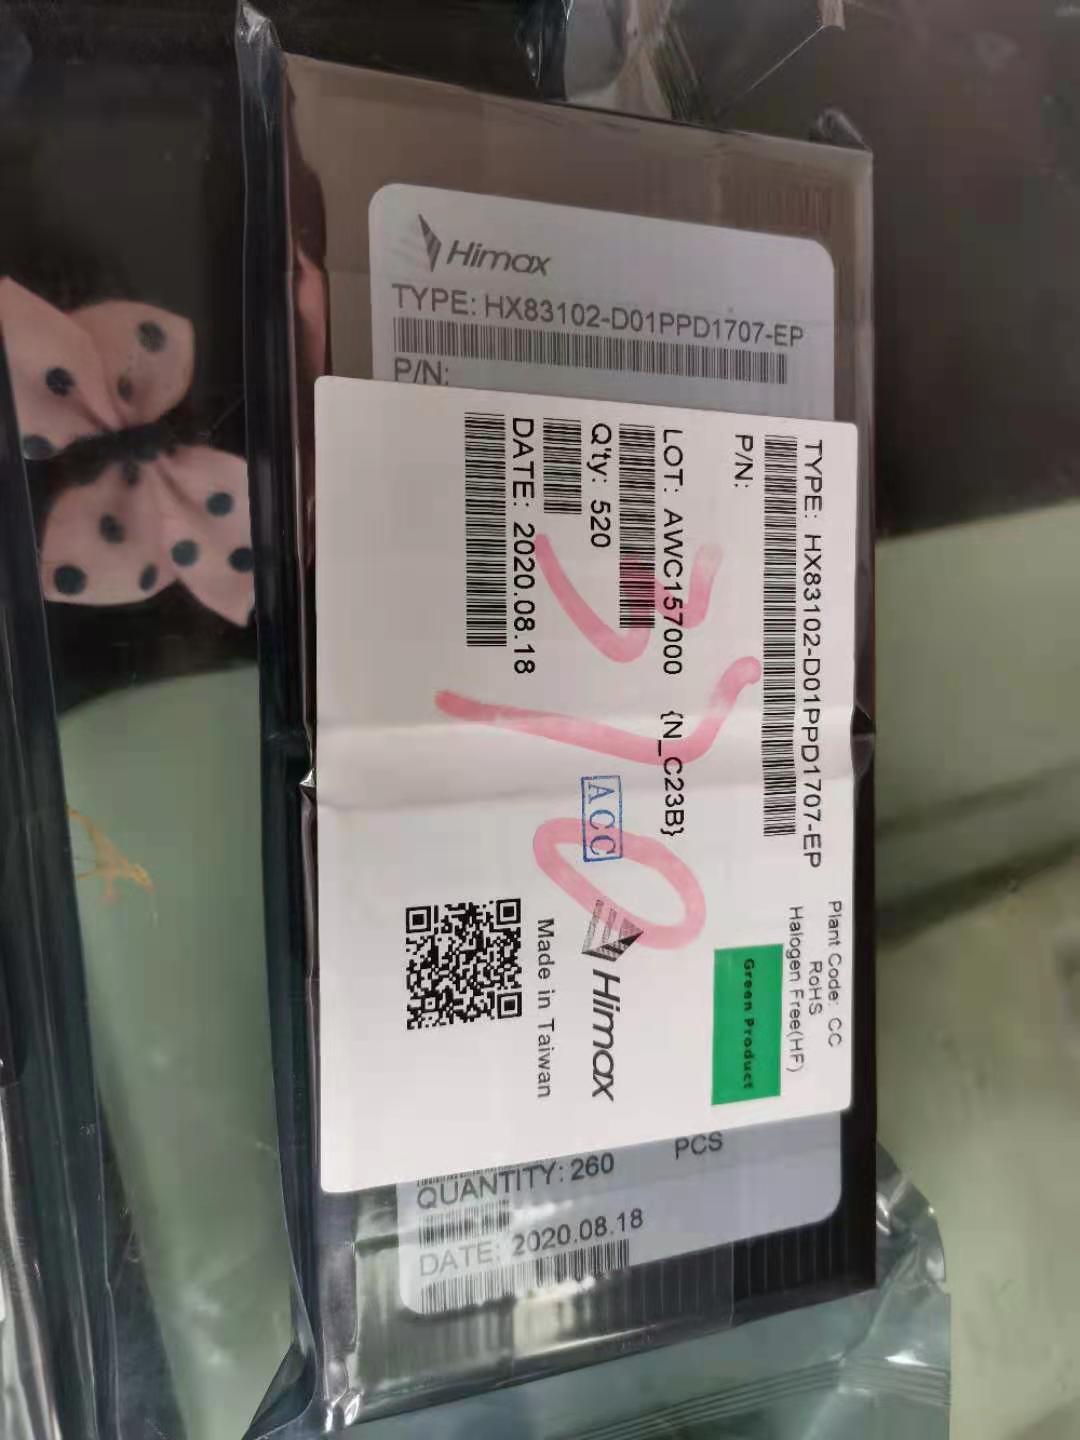 Himax
TYPE: HX83102-D01PPD1707-EP
P/N:
TYPE: HX83102-D01PPD1707-EP
P/N:
LOT: AWC157000 {N_C23B}
Q'ty: 520
DATE: 2020.08.18
Plant Code: CC
RoHS
Halogen Free(HF)
Green Product
ACC
Himax
Made in Taiwan
QUANTITY: 260 PCS
DATE: 2020.08.18